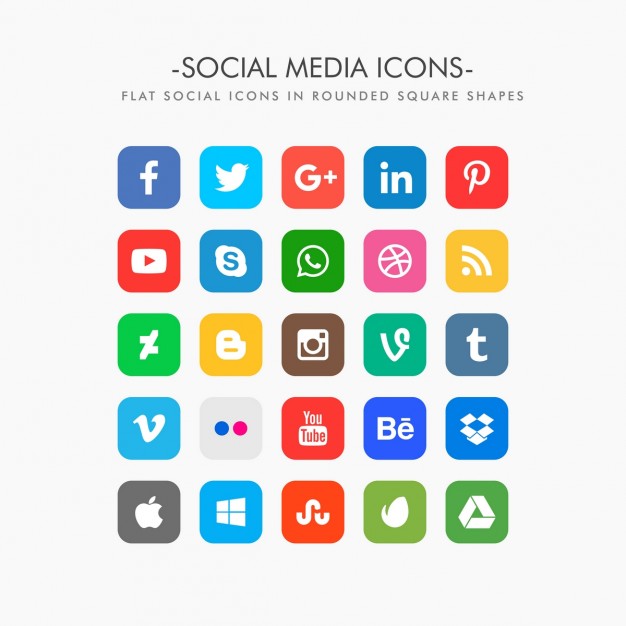 -SOCIAL MEDIA ICONS-
FLAT SOCIAL ICONS IN ROUNDED SQUARE SHAPES
f G+ in
S
B t
You
Tube Bē